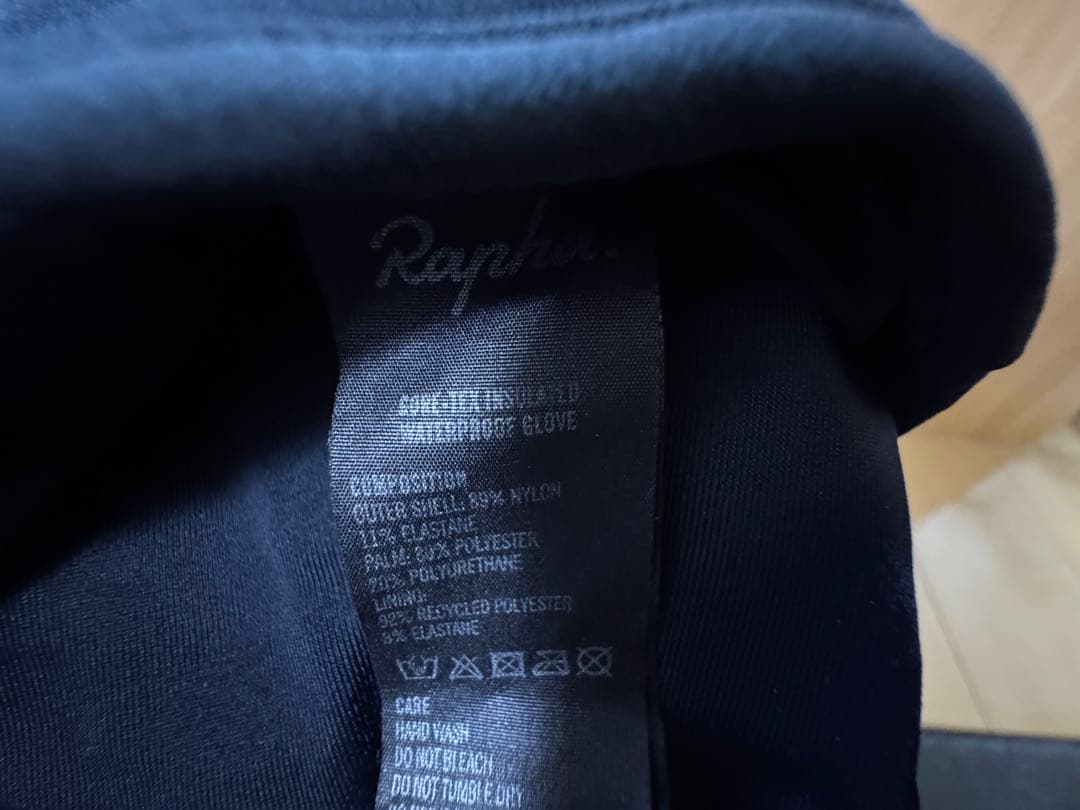 Rapha.
GORE-TEX INSULATED
WATERPROOF GLOVE
COMPOSITION
OUTER SHELL: 89% NYLON
11% ELASTANE
PALM: 80% POLYESTER
20% POLYURETHANE
LINING:
92% RECYCLED POLYESTER
8% ELASTANE
CARE
HAND WASH
DO NOT BLEACH
DO NOT TUMBLE DRY